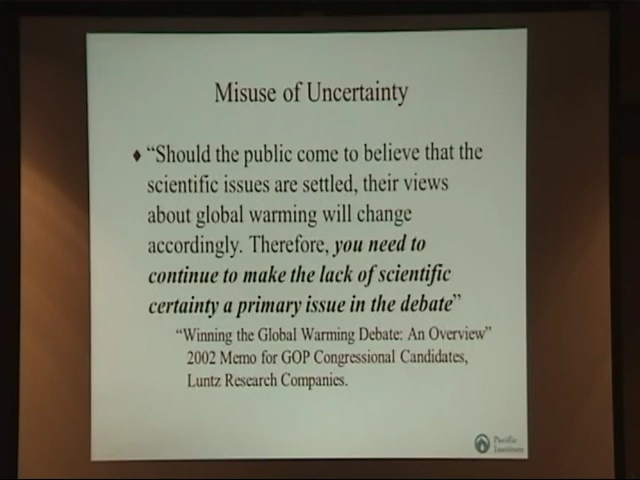 Misuse of Uncertainty
♦ “Should the public come to believe that the
scientific issues are settled, their views
about global warming will change
accordingly. Therefore, you need to
continue to make the lack of scientific
certainty a primary issue in the debate”
“Winning the Global Warming Debate: An Overview”
2002 Memo for GOP Congressional Candidates,
Luntz Research Companies.
Pacific
Institute